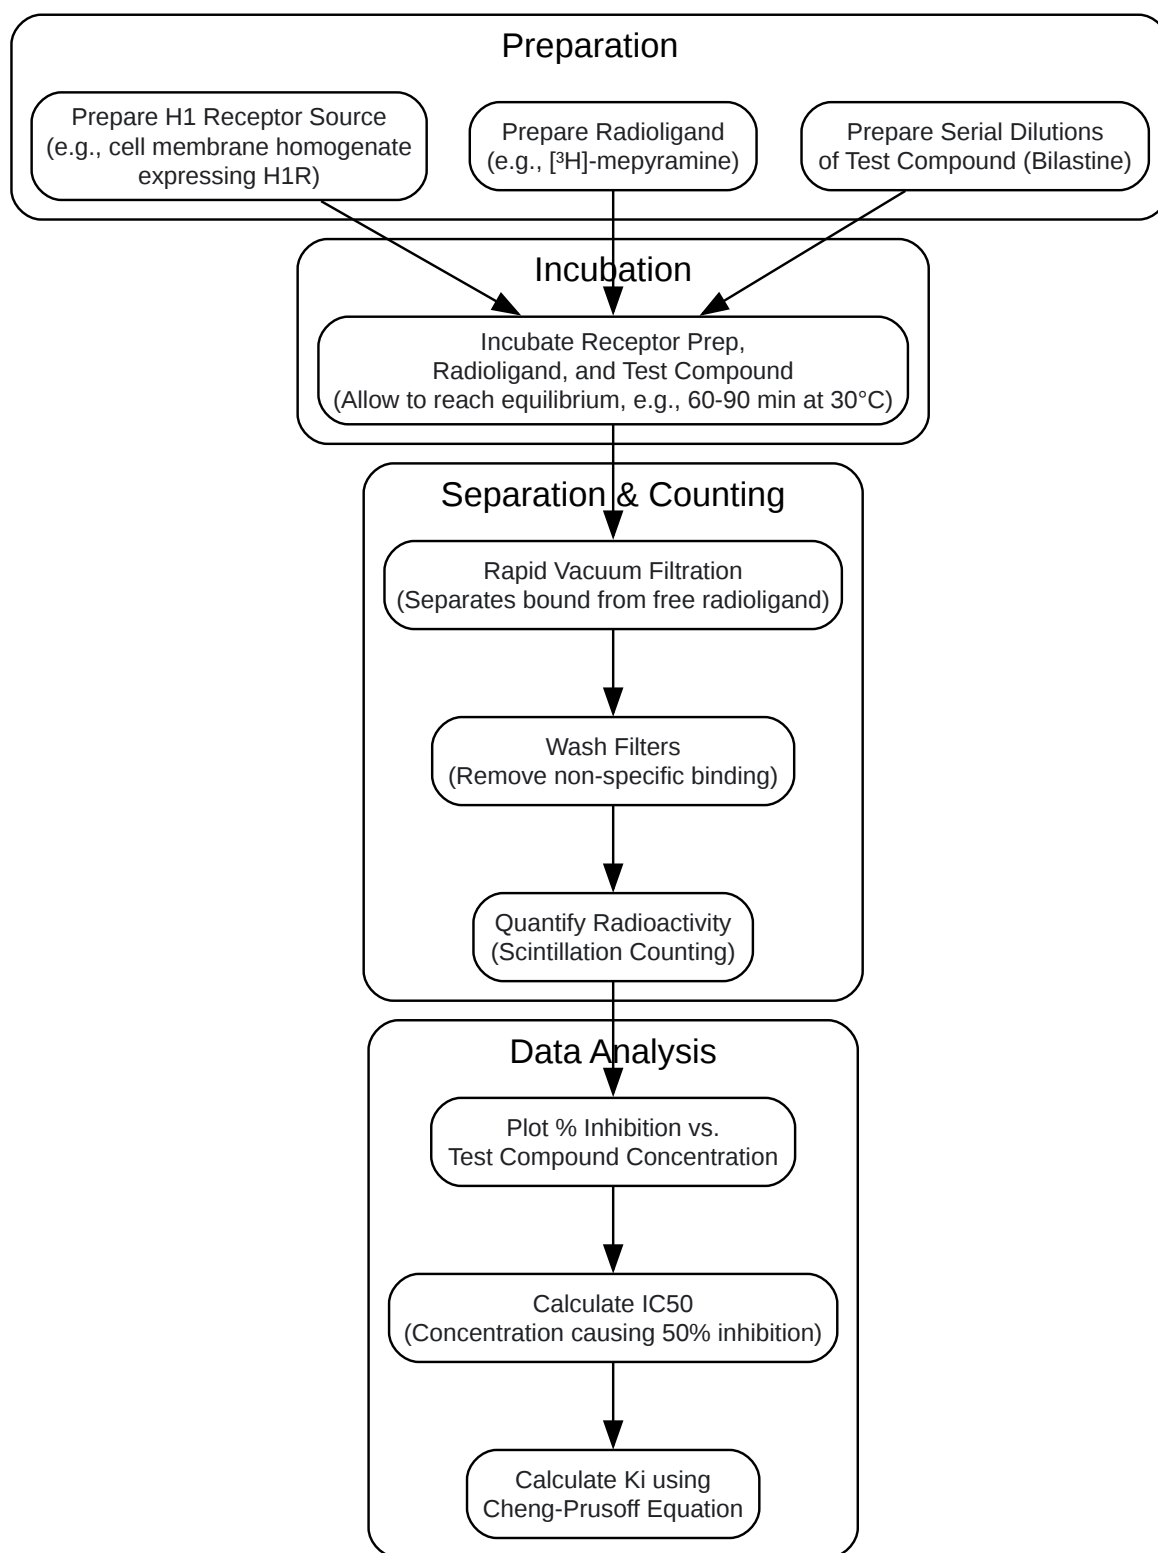 Preparation
Prepare H1 Receptor Source
(e.g., cell membrane homogenate
expressing H1R)
Prepare Radioligand
(e.g., [³H]-mepyramine)
Prepare Serial Dilutions
of Test Compound (Bilastine)
Incubation
Incubate Receptor Prep,
Radioligand, and Test Compound
(Allow to reach equilibrium, e.g., 60-90 min at 30°C)
Separation & Counting
Rapid Vacuum Filtration
(Separates bound from free radioligand)
Wash Filters
(Remove non-specific binding)
Quantify Radioactivity
(Scintillation Counting)
Data Analysis
Plot % Inhibition vs.
Test Compound Concentration
Calculate IC50
(Concentration causing 50% inhibition)
Calculate Ki using
Cheng-Prusoff Equation